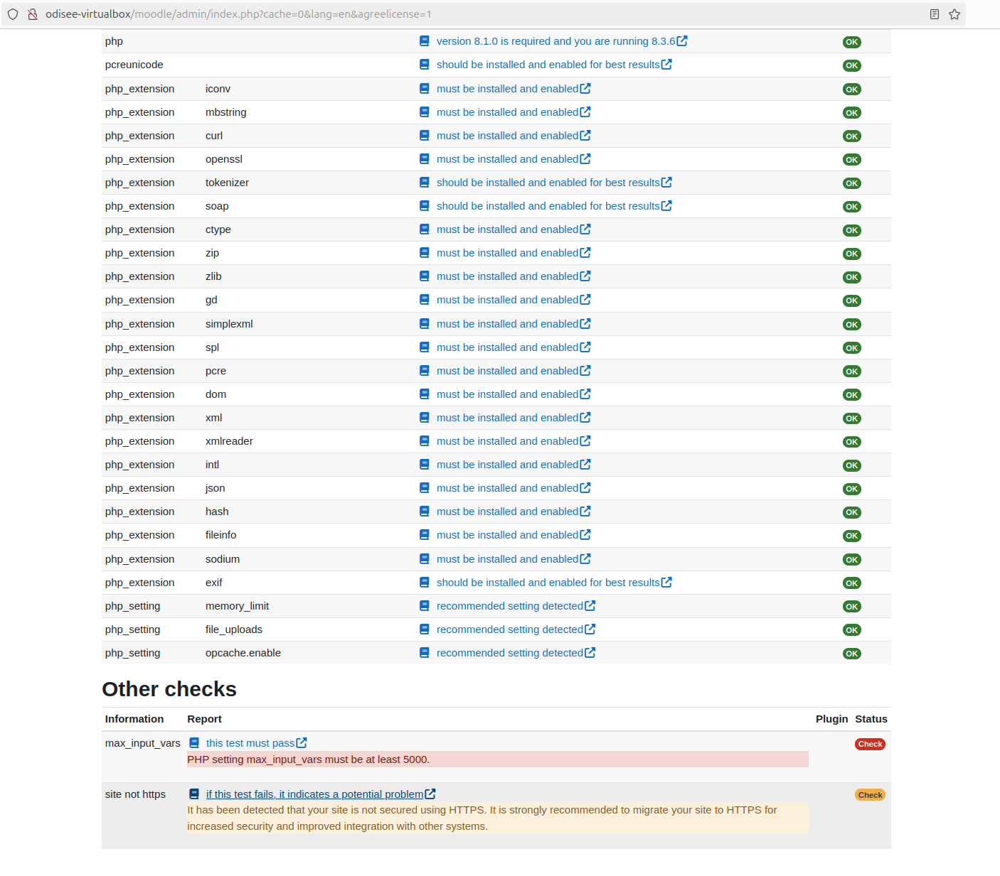 odisee-virtualbox/moodle/admin/index.php?cache=0&lang=en&agreelicense=1
php version 8.1.0 is required and you are running 8.3.6 OK
pcreunicode should be installed and enabled for best results OK
php_extension iconv must be installed and enabled OK
php_extension mbstring must be installed and enabled OK
php_extension curl must be installed and enabled OK
php_extension openssl must be installed and enabled OK
php_extension tokenizer should be installed and enabled for best results OK
php_extension soap should be installed and enabled for best results OK
php_extension ctype must be installed and enabled OK
php_extension zip must be installed and enabled OK
php_extension zlib must be installed and enabled OK
php_extension gd must be installed and enabled OK
php_extension simplexml must be installed and enabled OK
php_extension spl must be installed and enabled OK
php_extension pcre must be installed and enabled OK
php_extension dom must be installed and enabled OK
php_extension xml must be installed and enabled OK
php_extension xmlreader must be installed and enabled OK
php_extension intl must be installed and enabled OK
php_extension json must be installed and enabled OK
php_extension hash must be installed and enabled OK
php_extension fileinfo must be installed and enabled OK
php_extension sodium must be installed and enabled OK
php_extension exif should be installed and enabled for best results OK
php_setting memory_limit recommended setting detected OK
php_setting file_uploads recommended setting detected OK
php_setting opcache.enable recommended setting detected OK
Other checks
Information Report Plugin Status
max_input_vars this test must pass Check
PHP setting max_input_vars must be at least 5000.
site not https if this test fails, it indicates a potential problem Check
It has been detected that your site is not secured using HTTPS. It is strongly recommended to migrate your site to HTTPS for
increased security and improved integration with other systems.